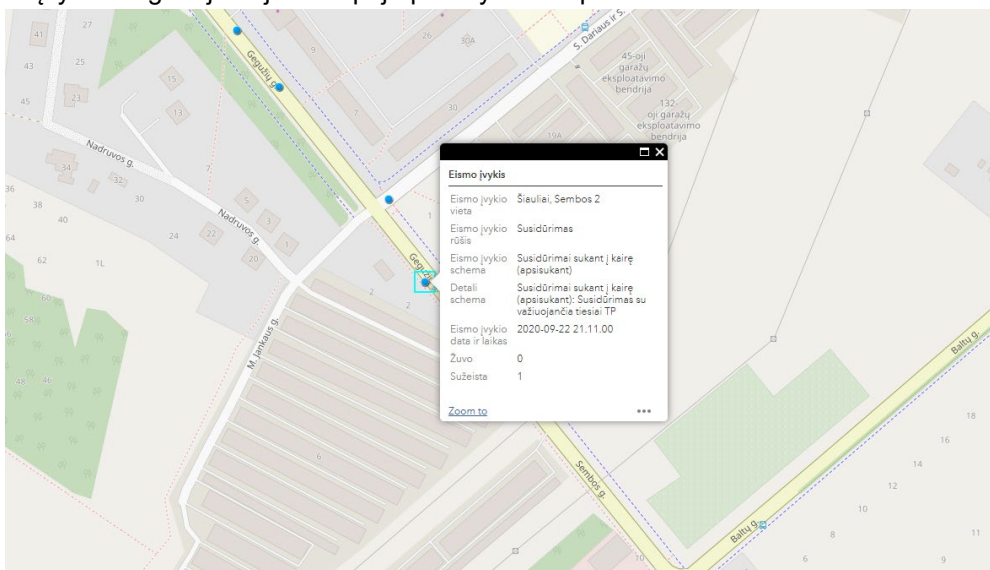 Gegužių g.
S. Dariaus ir S.
45-oji
garažų
eksploatavimo
bendrija
132-
oji garažų
eksploatavimo
bendrija
41
27
43
25
45
23
15
13
9
7
26
30A
30
19A
1
Nadruvos g.
34
32
30
38
40
36
64
62
1L
24
22
20
5
3
1
7
Nadruvos g.
60
58
48
46
M. Jankaus g.
2
2
6
Eismo įvykis
Eismo įvykio vieta Šiauliai, Sembos 2
Eismo įvykio rūšis Susidūrimas
Eismo įvykio schema Susidūrimai sukant į kairę
(apsisukant)
Detali schema Susidūrimai sukant į kairę
(apsisukant): Susidūrimas su
važiuojančia tiesiai TP
Eismo įvykio data ir laikas 2020-09-22 21.11.00
Žuvo 0
Sužeista 1
Zoom to
Sembos g.
Baltų g.
Baltų g.
18
16
14
12
10
8
6
11
9
10